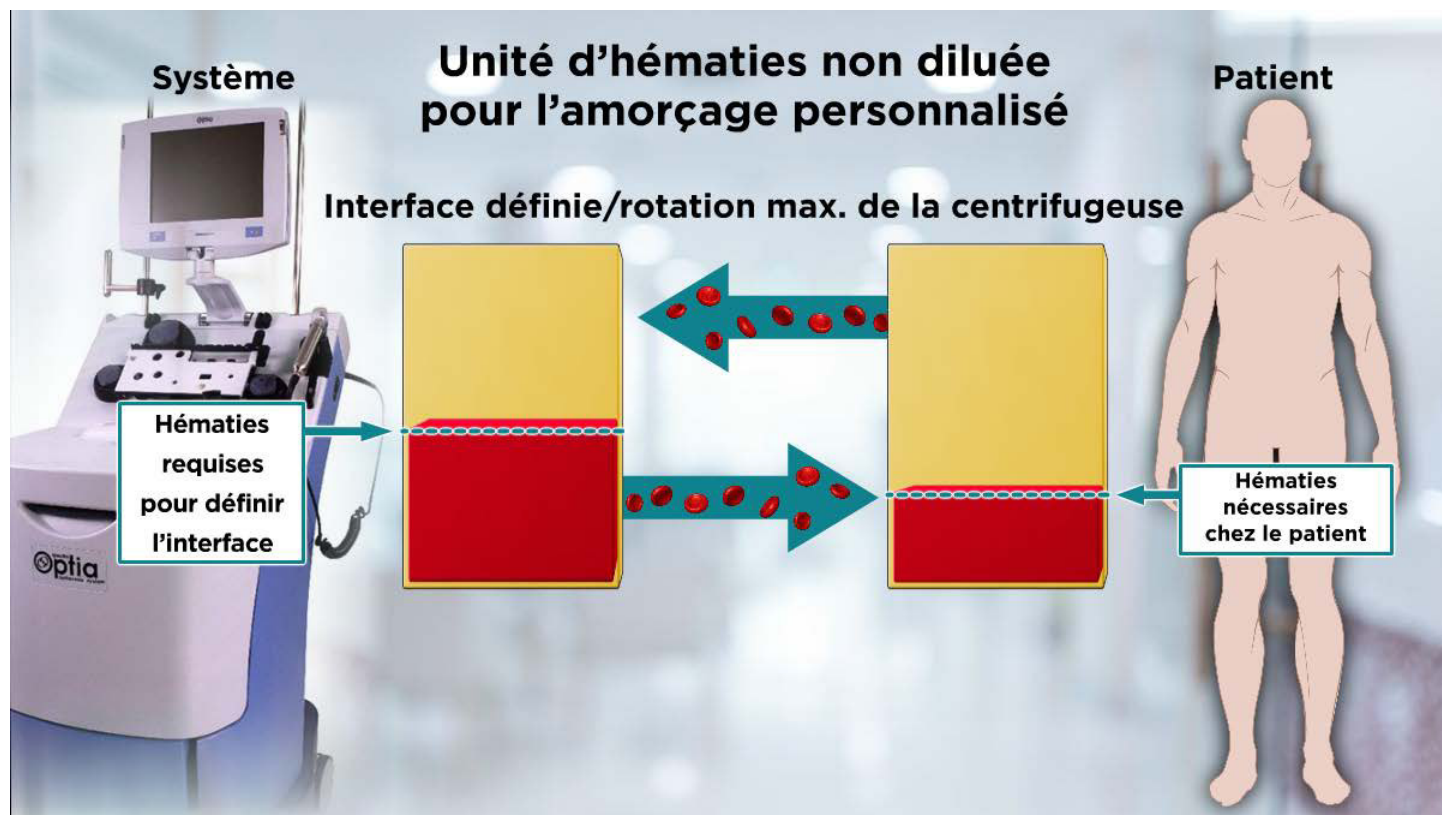 Unité d’hématies non diluée
pour l’amorçage personnalisé
Système
Patient
Interface définie/rotation max. de la centrifugeuse
Hématies
requises
pour définir
l’interface
Hématies
nécessaires
chez le patient
Optia